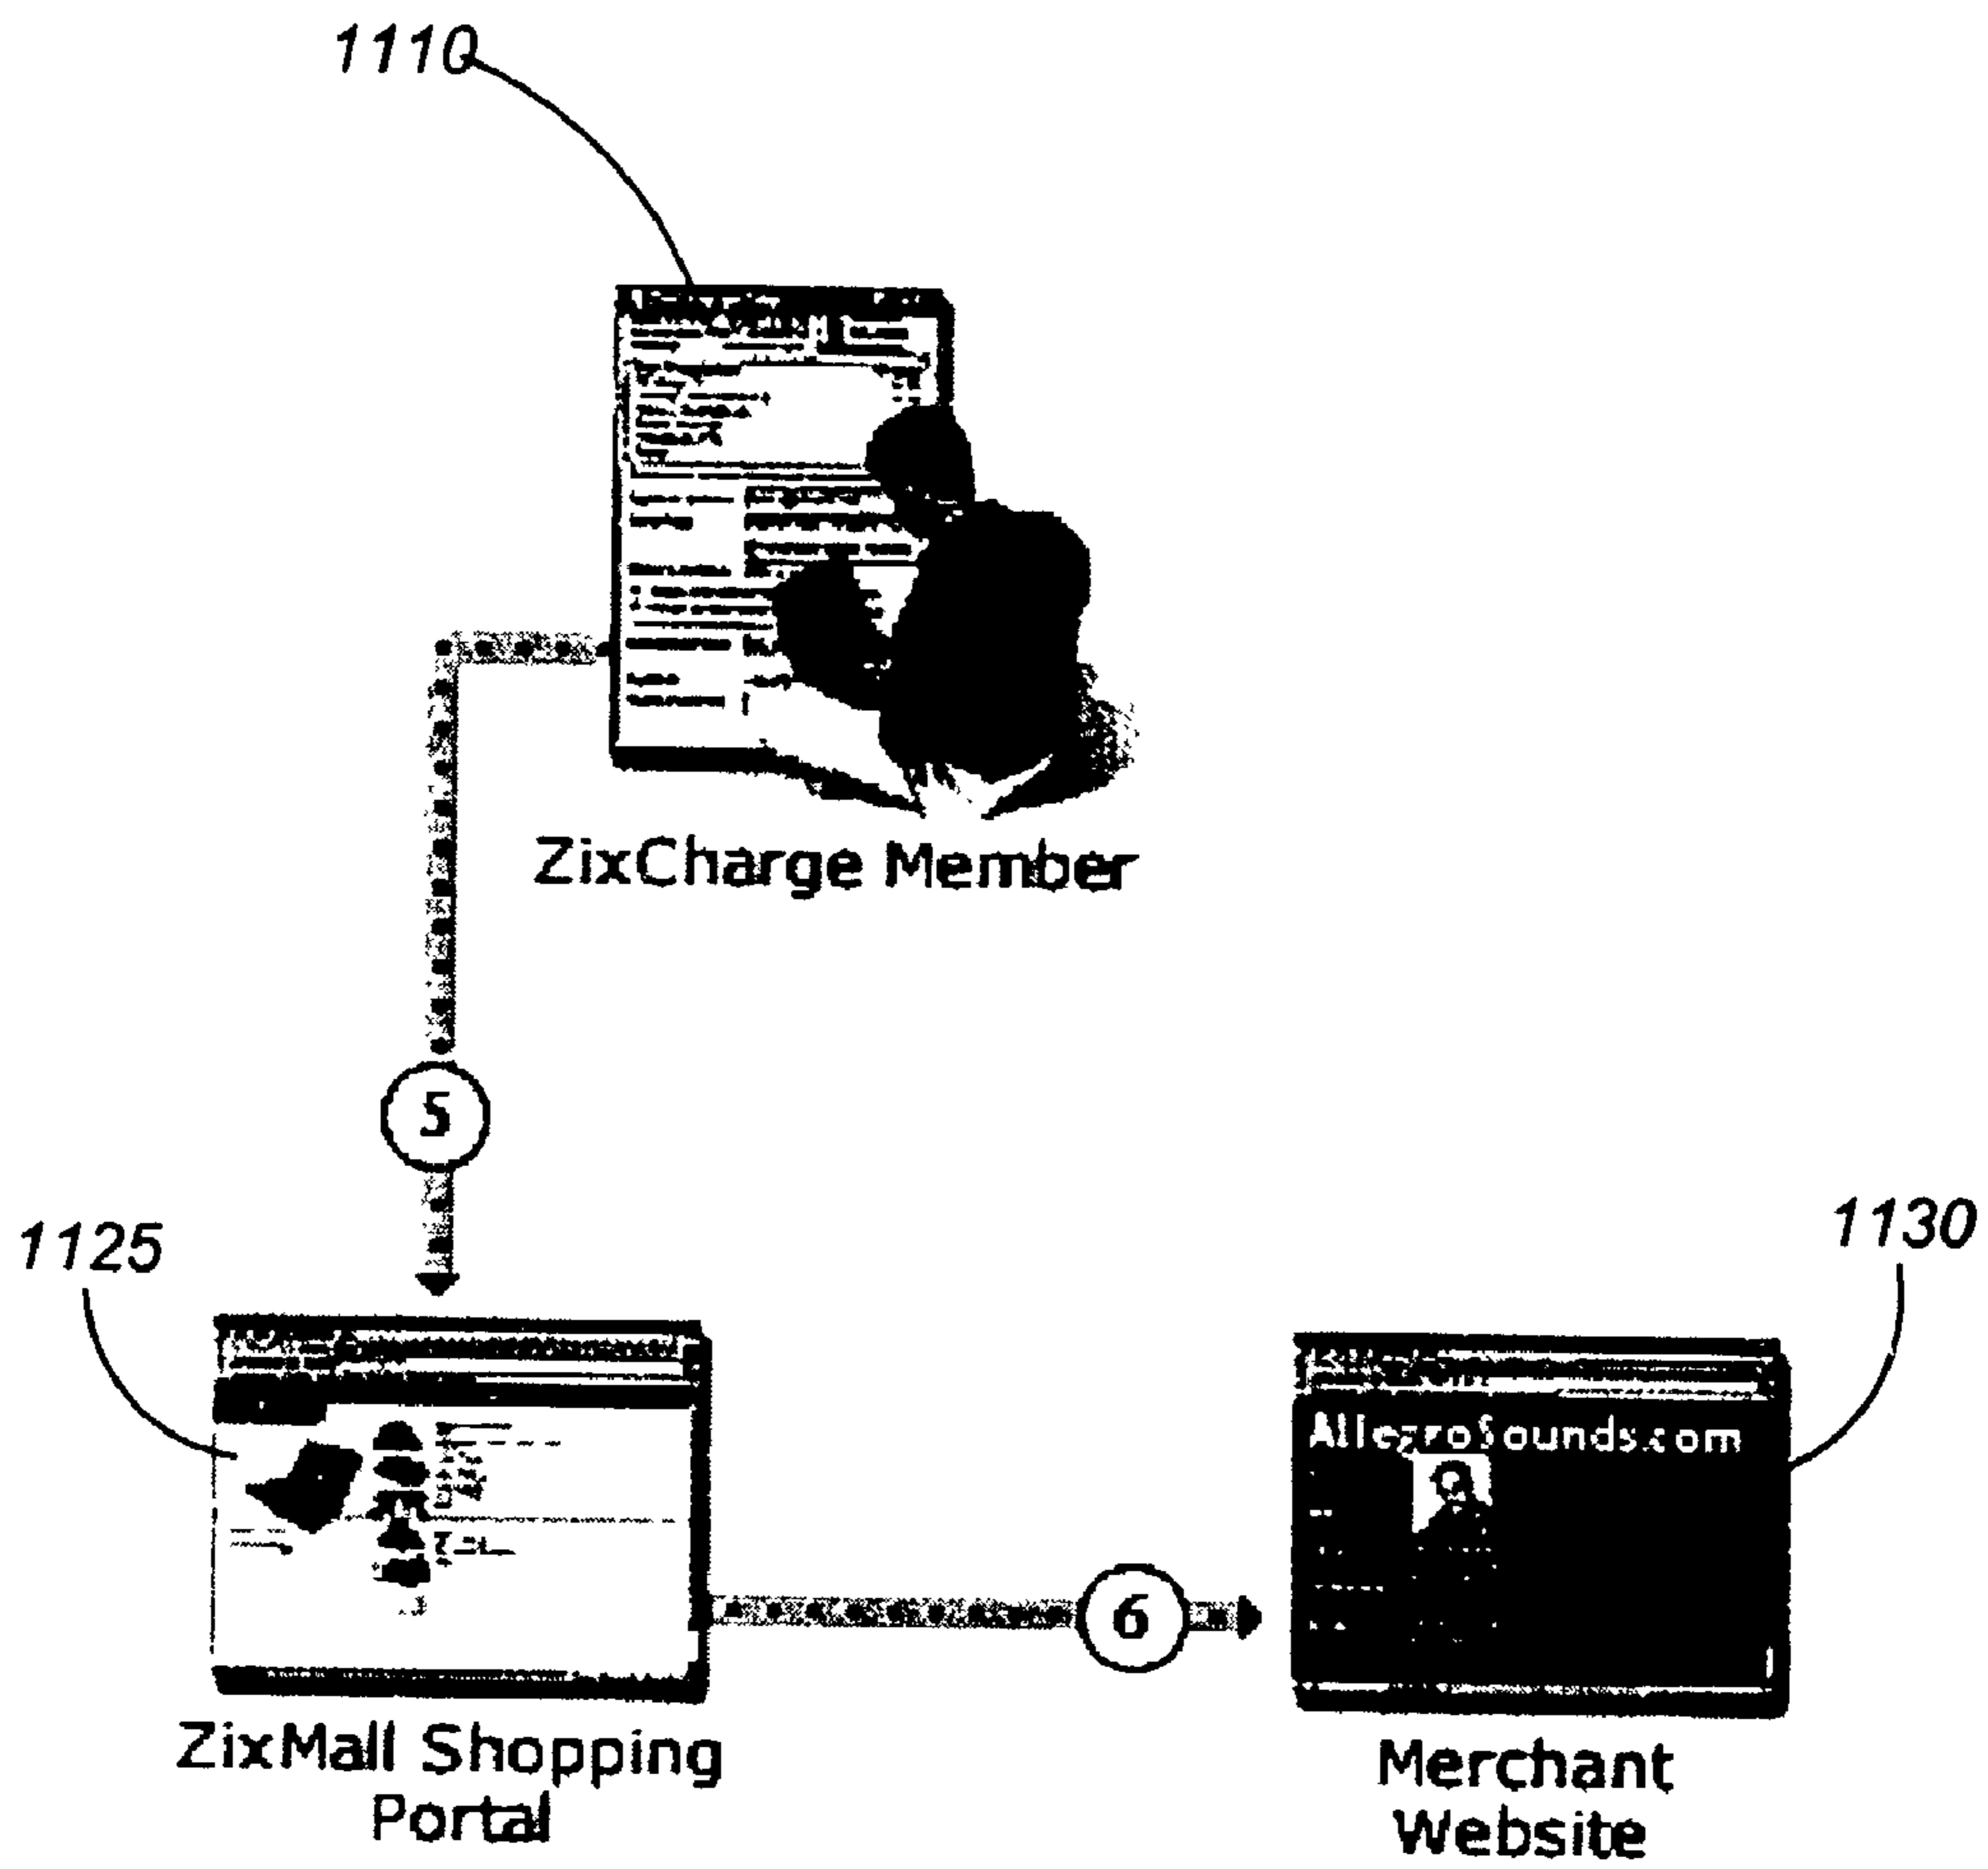 1110
ZixCharge Member
5
1125
1130
AllegroSounds.com
6
ZixMall Shopping
Portal
Merchant
Website